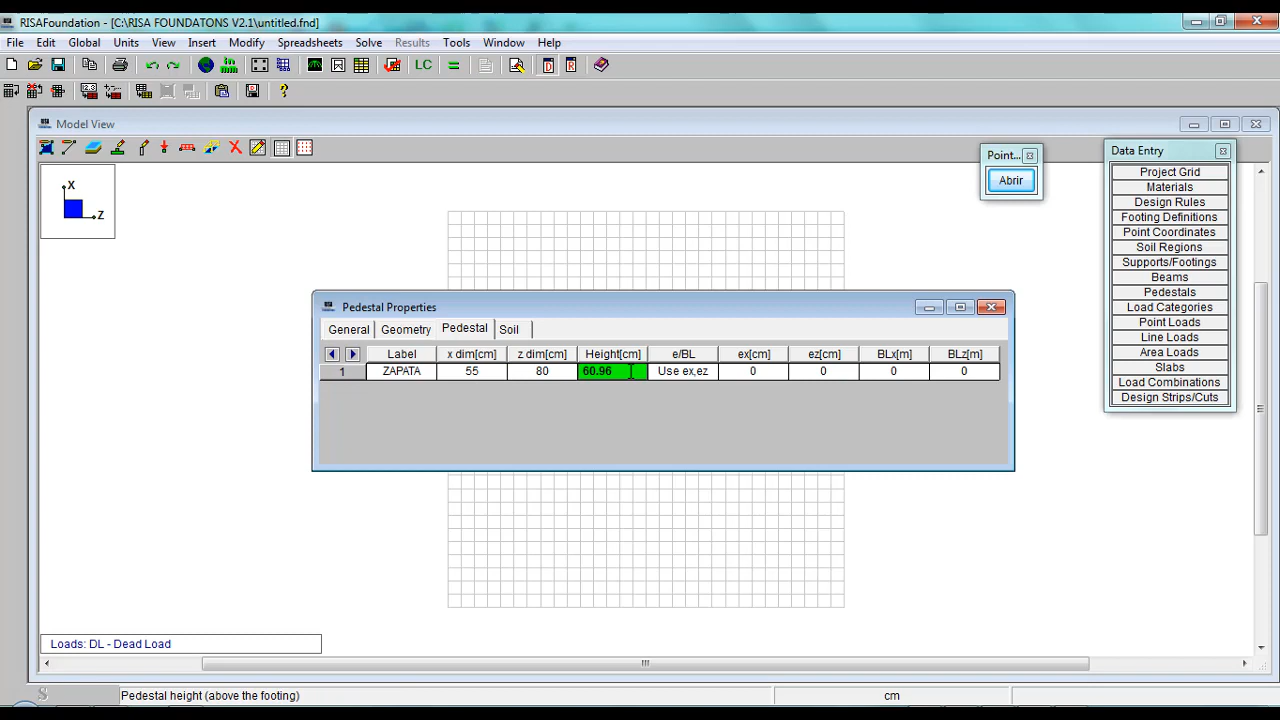 RISAFoundation - [C:\RISA FOUNDATONS V2.1\untitled.fnd]
File Edit Global Units View Insert Modify Spreadsheets Solve Results Tools Window Help
LC D R
Model View
X
Z
Point...
Abrir
Data Entry
Project Grid
Materials
Design Rules
Footing Definitions
Point Coordinates
Soil Regions
Supports/Footings
Beams
Pedestals
Load Categories
Point Loads
Line Loads
Area Loads
Slabs
Load Combinations
Design Strips/Cuts
Pedestal Properties
General Geometry Pedestal Soil
Label x dim[cm] z dim[cm] Height[cm] e/BL ex[cm] ez[cm] BLx[m] BLz[m]
1 ZAPATA 55 80 60.96 Use ex,ez 0 0 0 0
Loads: DL - Dead Load
S Pedestal height (above the footing) cm